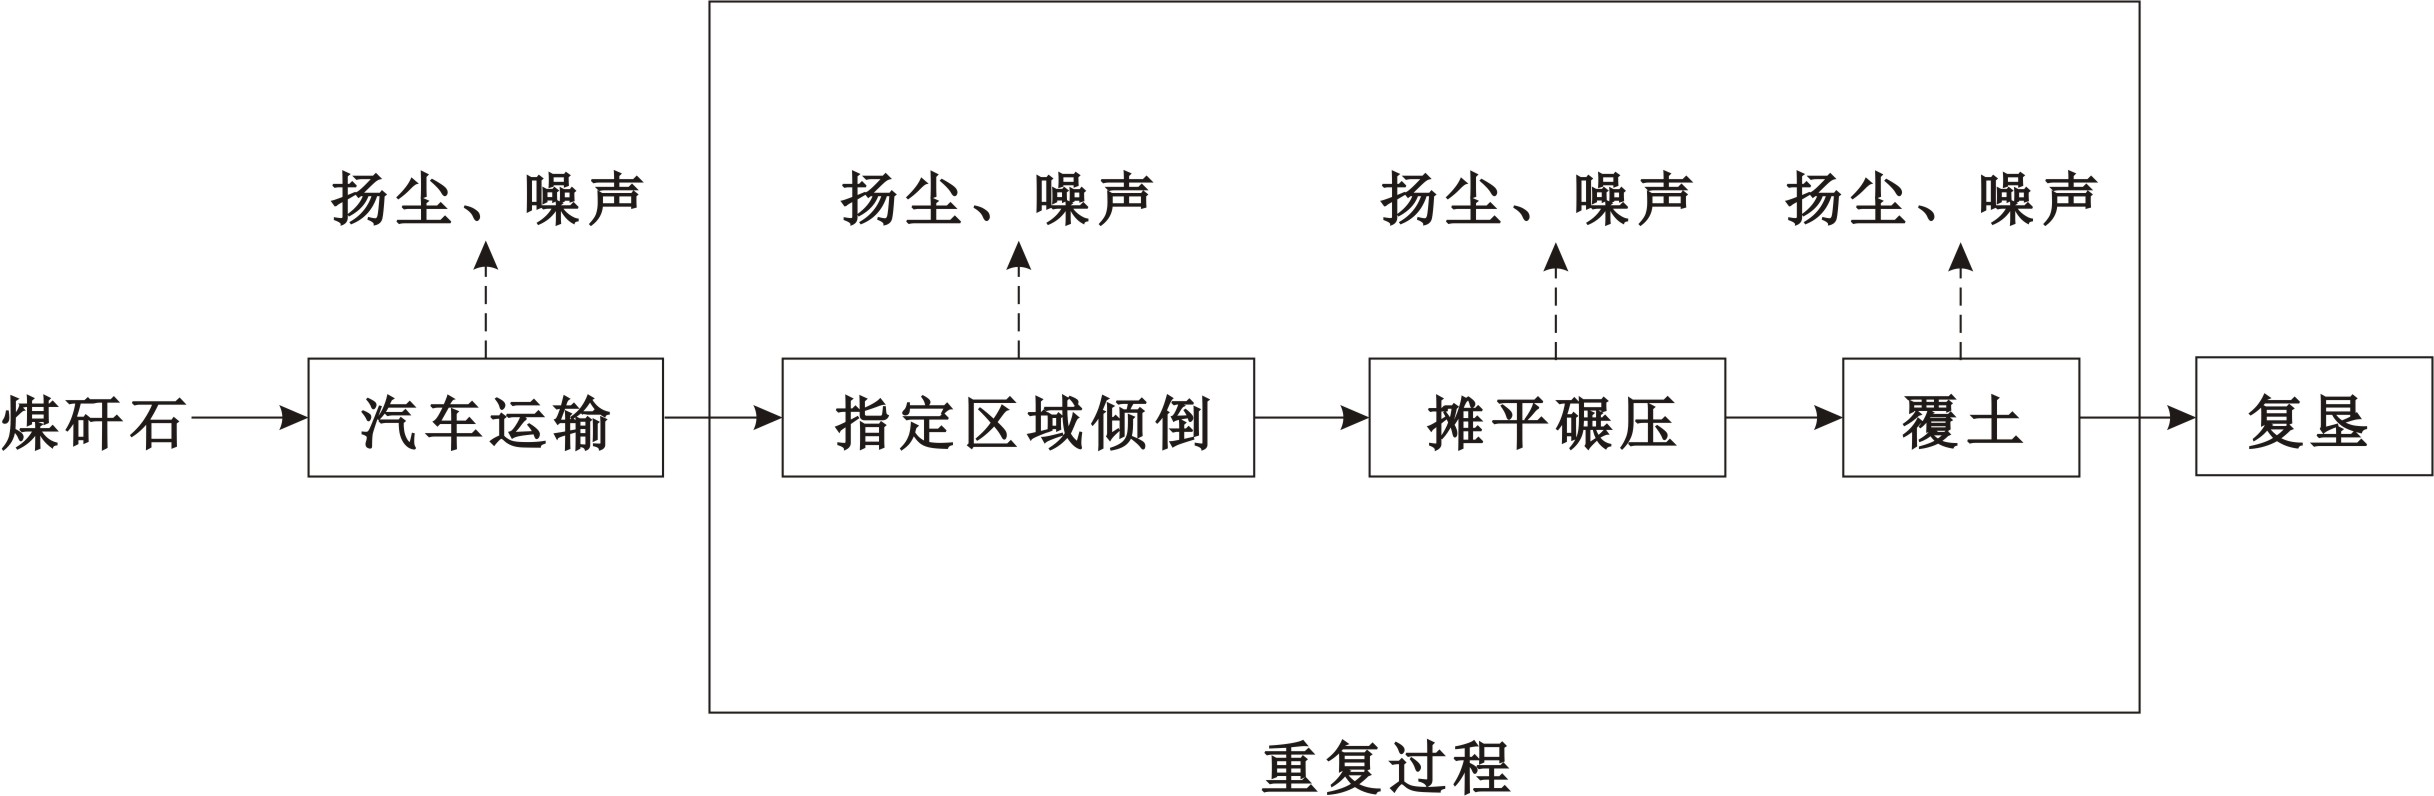 扬尘、噪声
扬尘、噪声
扬尘、噪声
扬尘、噪声
煤矸石
汽车运输
指定区域倾倒
摊平碾压
覆土
复垦
重复过程